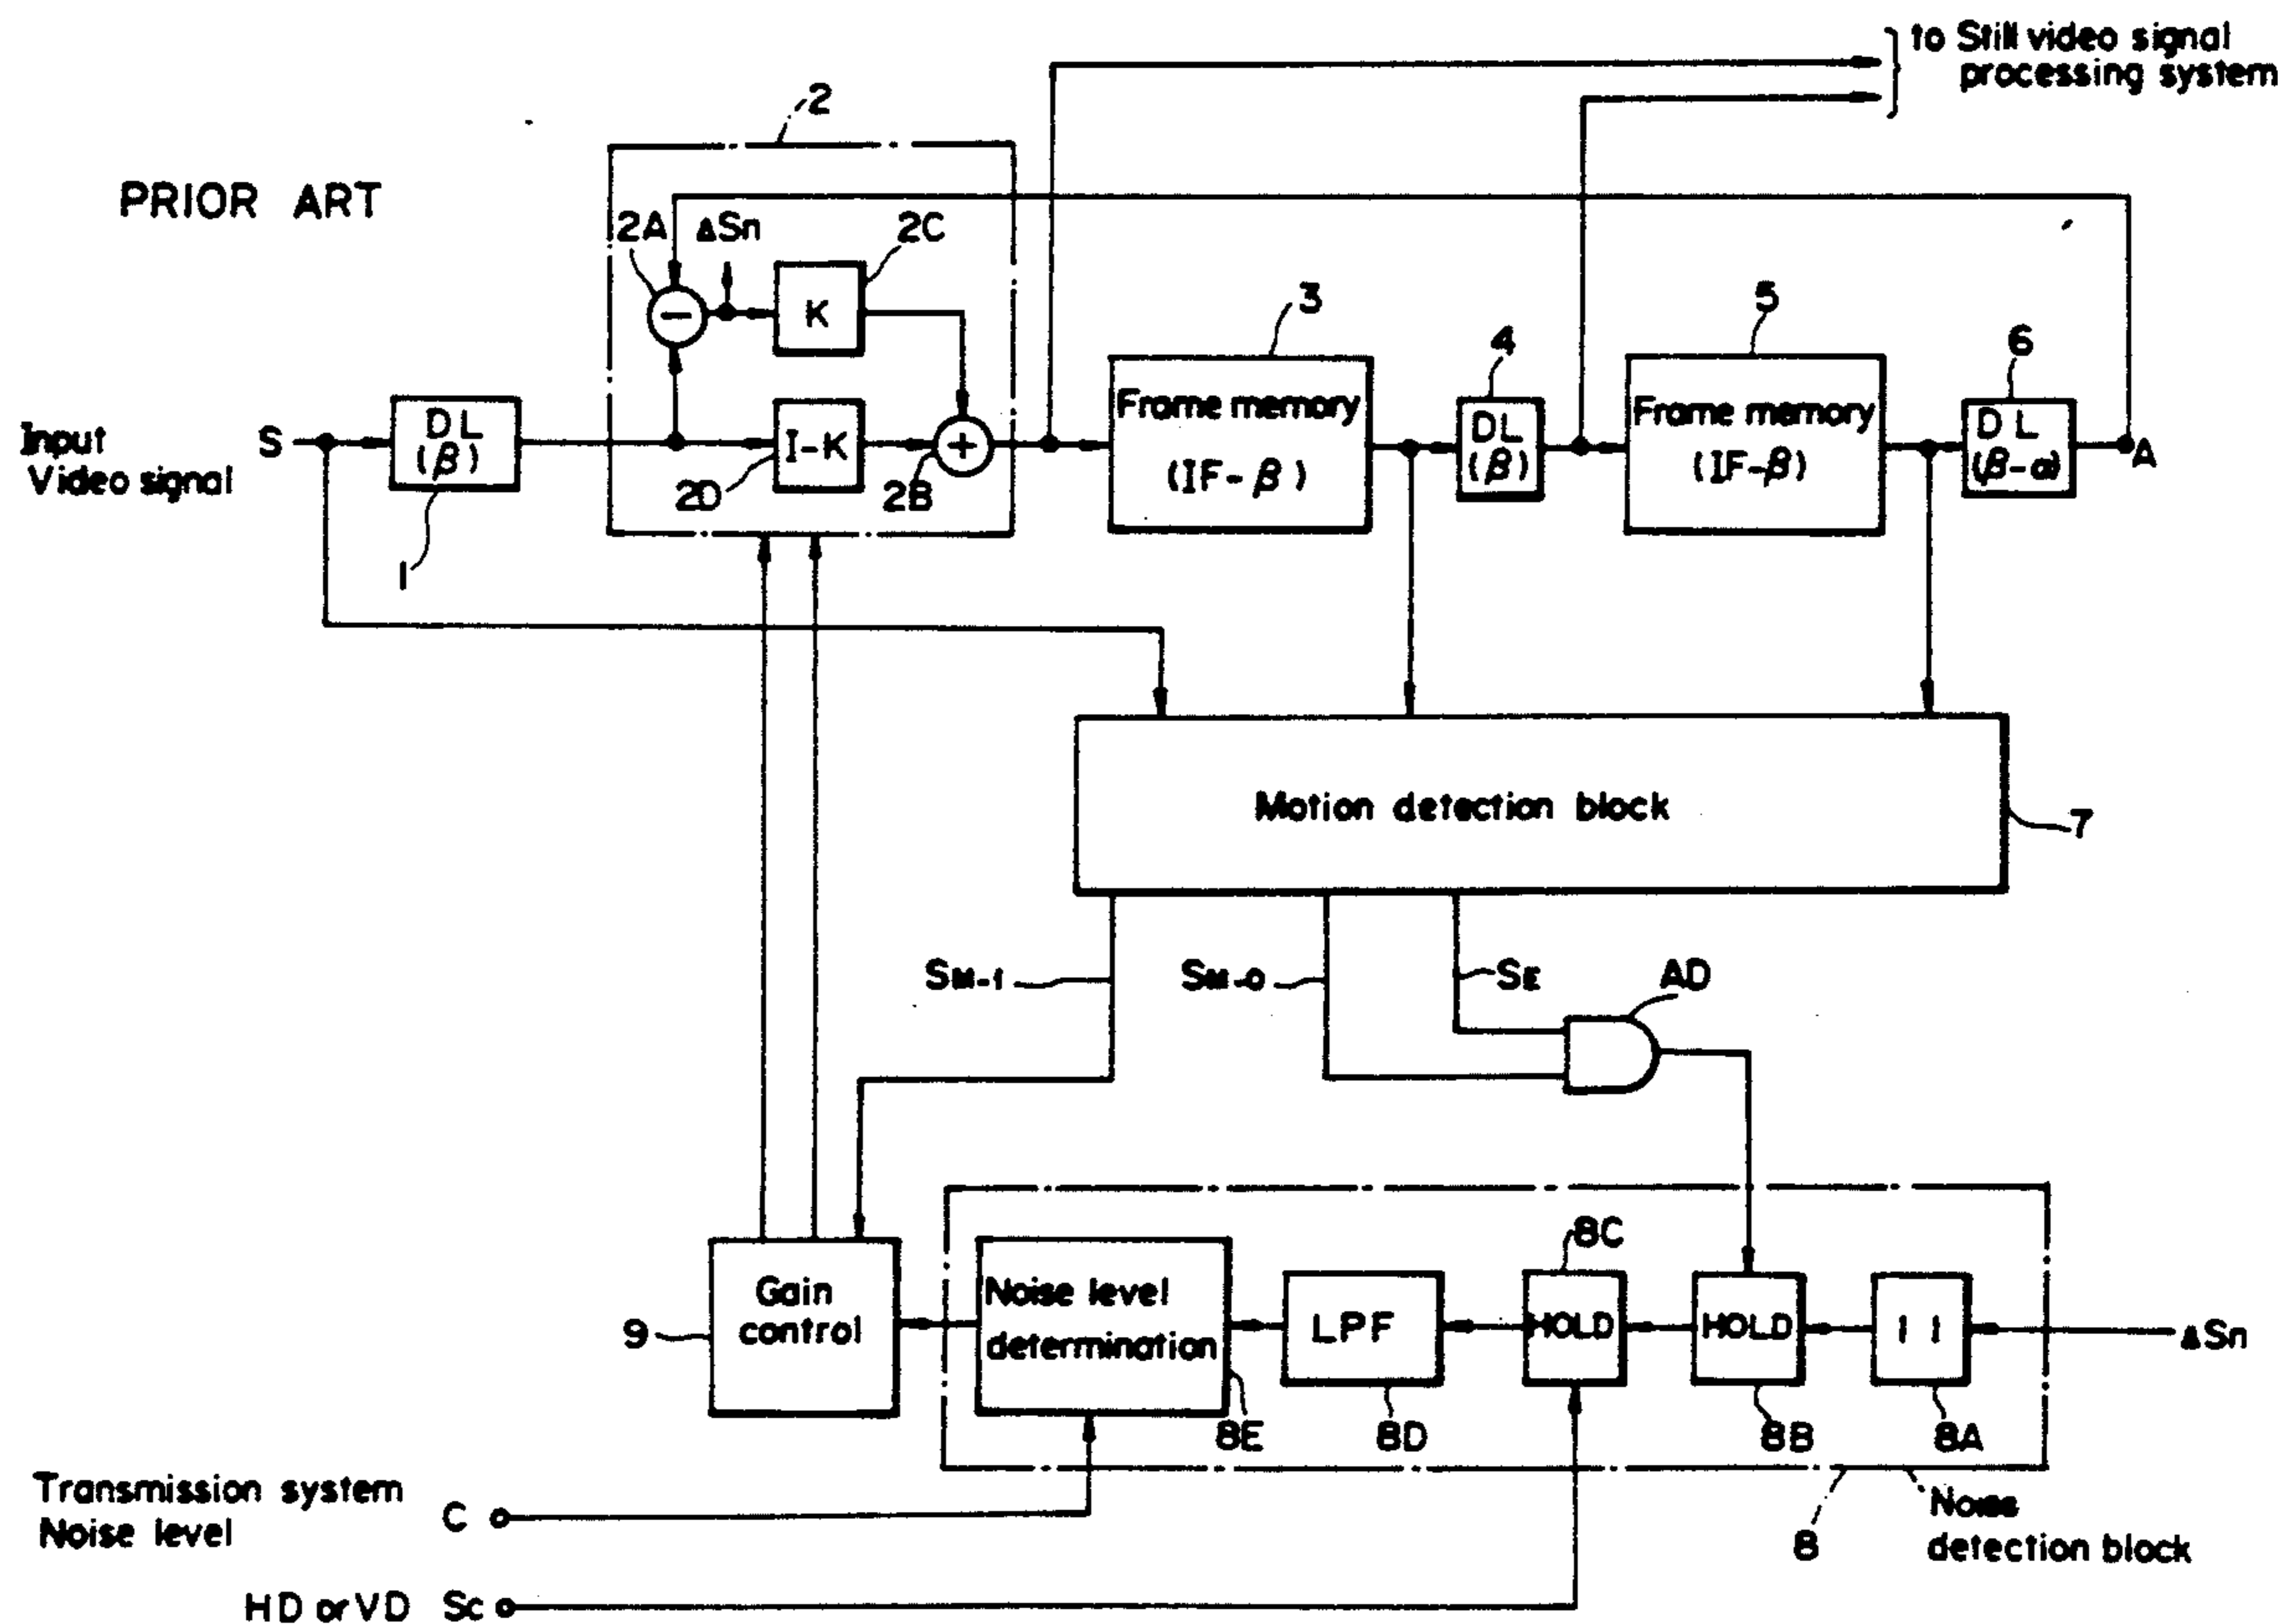 to Still video signal
processing system
2
PRIOR ART
2A
ΔSn
2C
K
3
5
4
6
Input
Video signal
S
DL
(β)
1
I-K
2D
2B
Frame memory
(IF-β)
DL
(β)
Frame memory
(IF-β)
DL
(β-α)
A
Motion detection block
7
SM-1
SM-0
SE
AD
9
Gain
control
Noise level
determination
8E
LPF
8D
8C
HOLD
HOLD
8B
| |
8A
ΔSn
Transmission system
Noise level
C
8
Noise
detection block
HD or VD Sc